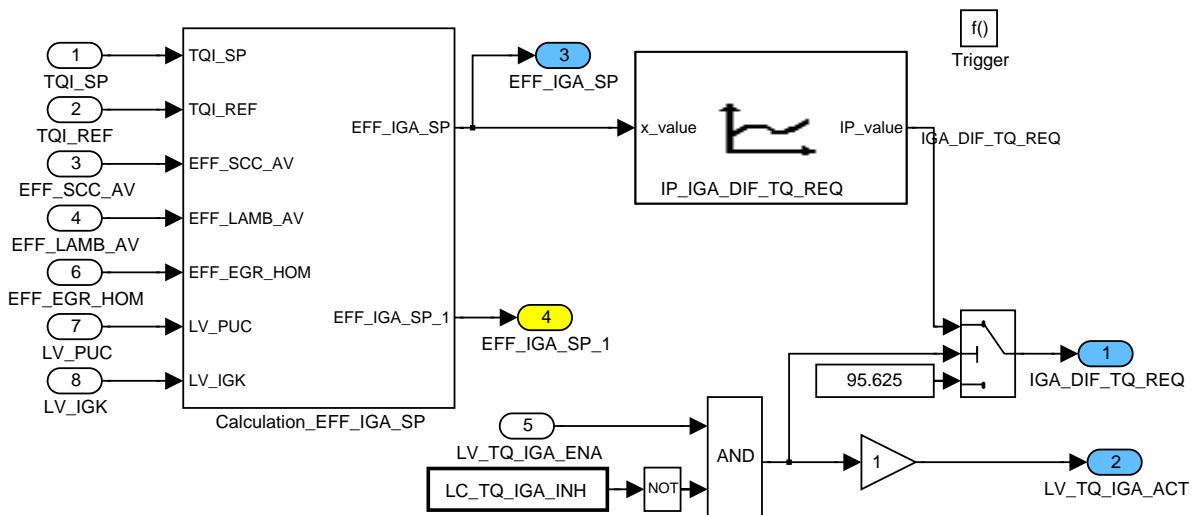 1
TQI_SP
2
TQI_REF
3
EFF_SCC_AV
4
EFF_LAMB_AV
6
EFF_EGR_HOM
7
LV_PUC
8
LV_IGK
TQI_SP
TQI_REF
EFF_SCC_AV
EFF_LAMB_AV
EFF_EGR_HOM
LV_PUC
LV_IGK
EFF_IGA_SP
EFF_IGA_SP_1
Calculation_EFF_IGA_SP
3
EFF_IGA_SP
4
EFF_IGA_SP_1
x_value
IP_value
IP_IGA_DIF_TQ_REQ
IGA_DIF_TQ_REQ
f()
Trigger
95.625
1
IGA_DIF_TQ_REQ
5
LV_TQ_IGA_ENA
LC_TQ_IGA_INH
NOT
AND
1
2
LV_TQ_IGA_ACT